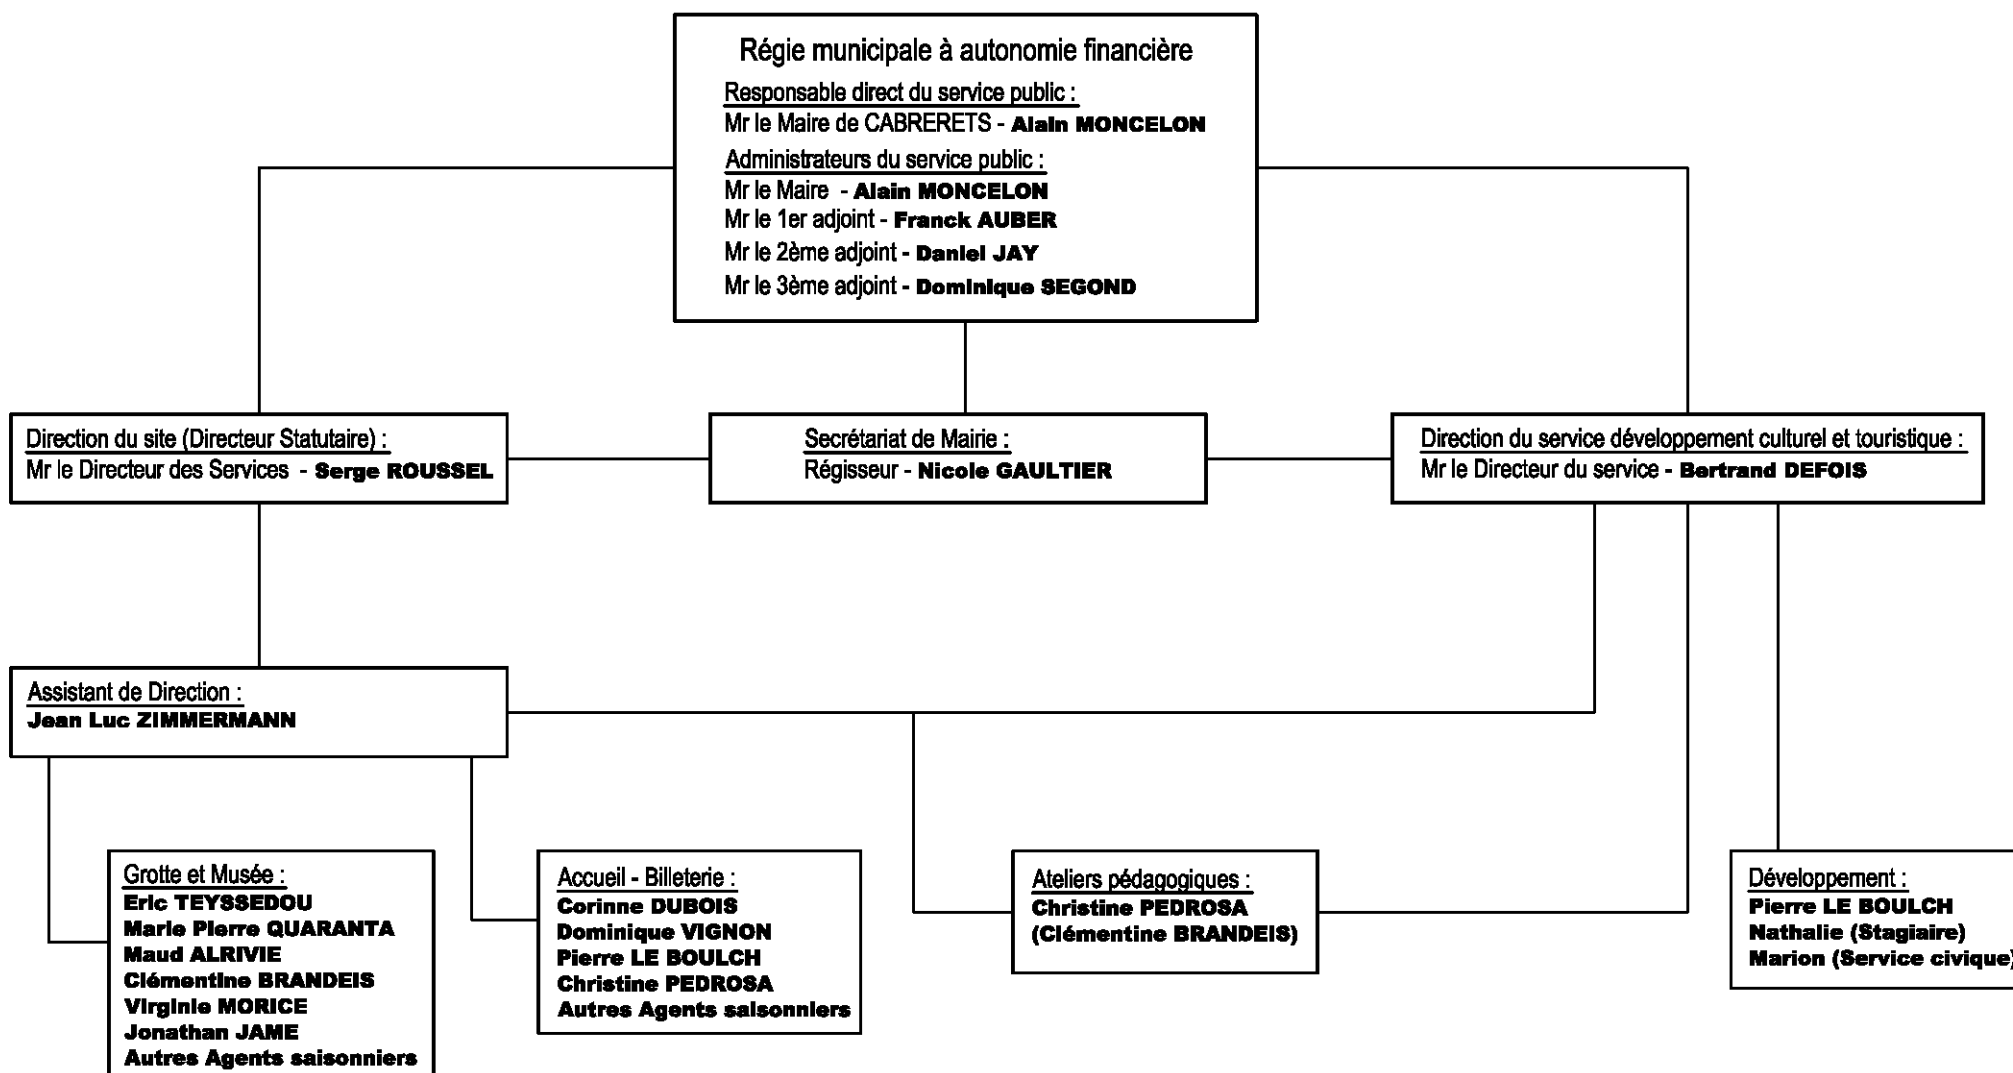 Régie municipale à autonomie financière
Responsable direct du service public :
Mr le Maire de CABRERETS - Alain MONCELON
Administrateurs du service public :
Mr le Maire - Alain MONCELON
Mr le 1er adjoint - Franck AUBER
Mr le 2ème adjoint - Daniel JAY
Mr le 3ème adjoint - Dominique SEGOND
Direction du site (Directeur Statutaire) :
Mr le Directeur des Services - Serge ROUSSEL
Secrétariat de Mairie :
Régisseur - Nicole GAULTIER
Direction du service développement culturel et touristique :
Mr le Directeur du service - Bertrand DEFOIS
Assistant de Direction :
Jean Luc ZIMMERMANN
Grotte et Musée :
Eric TEYSSEDOU
Marie Pierre QUARANTA
Maud ALRIVIE
Clémentine BRANDEIS
Virginie MORICE
Jonathan JAME
Autres Agents saisonniers
Accueil - Billeterie :
Corinne DUBOIS
Dominique VIGNON
Pierre LE BOULCH
Christine PEDROSA
Autres Agents saisonniers
Ateliers pédagogiques :
Christine PEDROSA
(Clémentine BRANDEIS)
Développement :
Pierre LE BOULCH
Nathalie (Stagiaire)
Marion (Service civique)